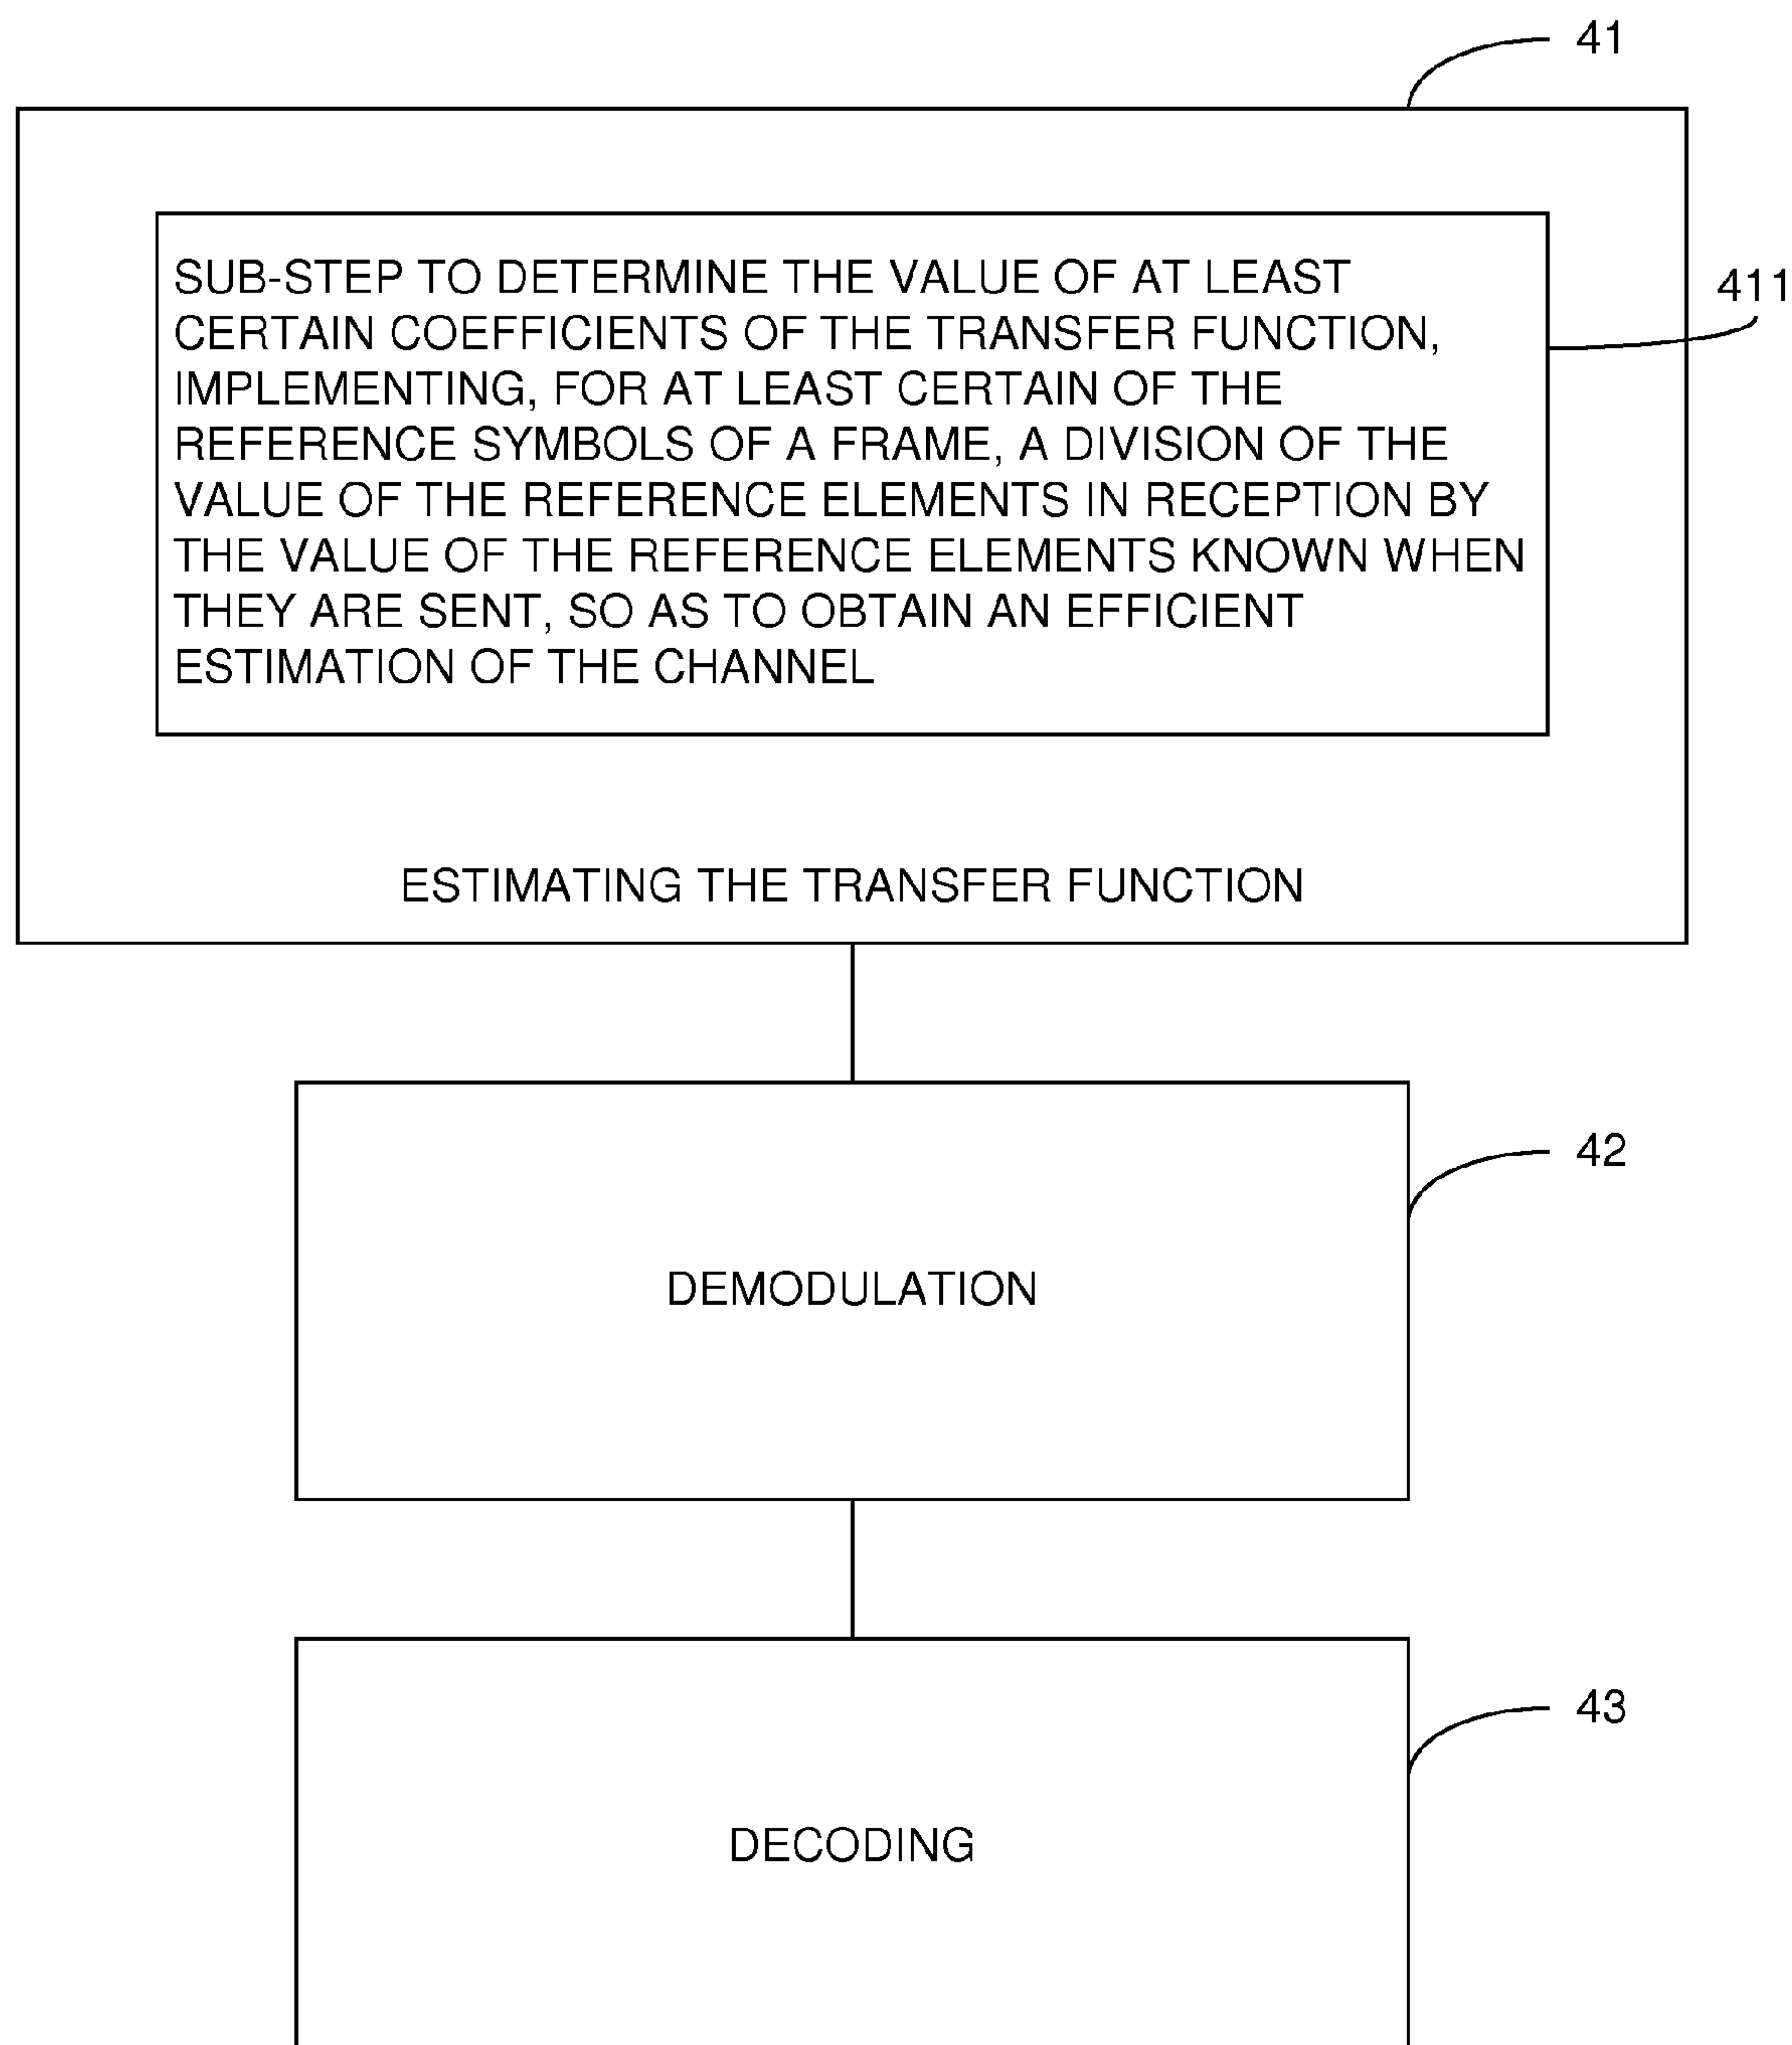 41
SUB-STEP TO DETERMINE THE VALUE OF AT LEAST
CERTAIN COEFFICIENTS OF THE TRANSFER FUNCTION,
IMPLEMENTING, FOR AT LEAST CERTAIN OF THE
REFERENCE SYMBOLS OF A FRAME, A DIVISION OF THE
VALUE OF THE REFERENCE ELEMENTS IN RECEPTION BY
THE VALUE OF THE REFERENCE ELEMENTS KNOWN WHEN
THEY ARE SENT, SO AS TO OBTAIN AN EFFICIENT
ESTIMATION OF THE CHANNEL
411
ESTIMATING THE TRANSFER FUNCTION
42
DEMODULATION
43
DECODING